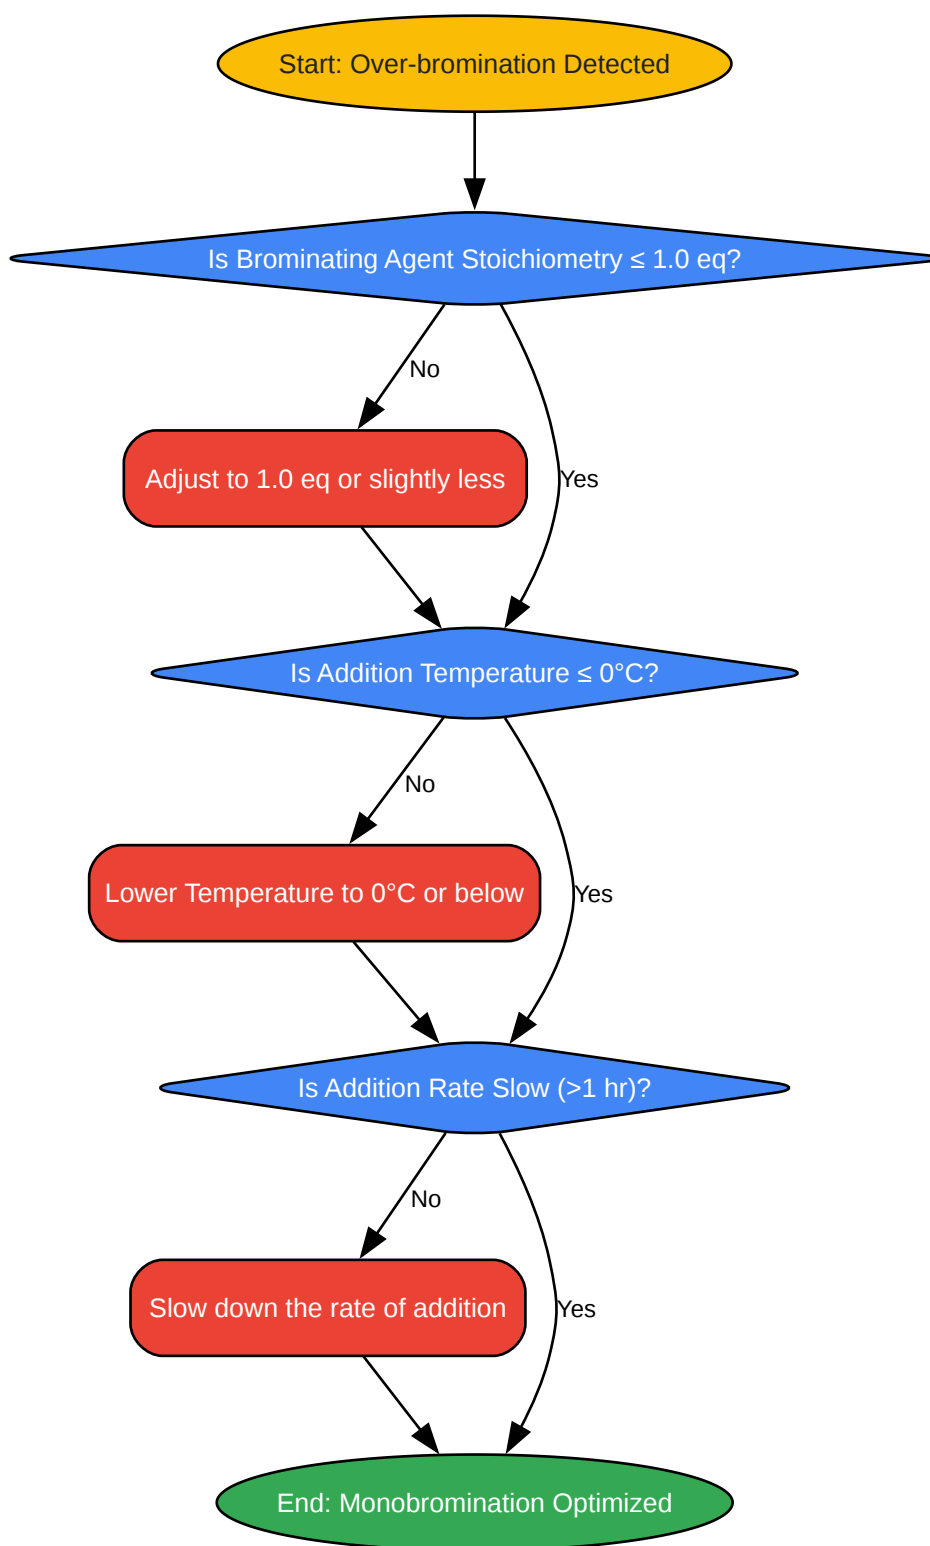 Start: Over-bromination Detected
Is Brominating Agent Stoichiometry ≤ 1.0 eq?
No
Adjust to 1.0 eq or slightly less
Yes
Is Addition Temperature ≤ 0°C?
No
Lower Temperature to 0°C or below
Yes
Is Addition Rate Slow (>1 hr)?
No
Slow down the rate of addition
Yes
End: Monobromination Optimized